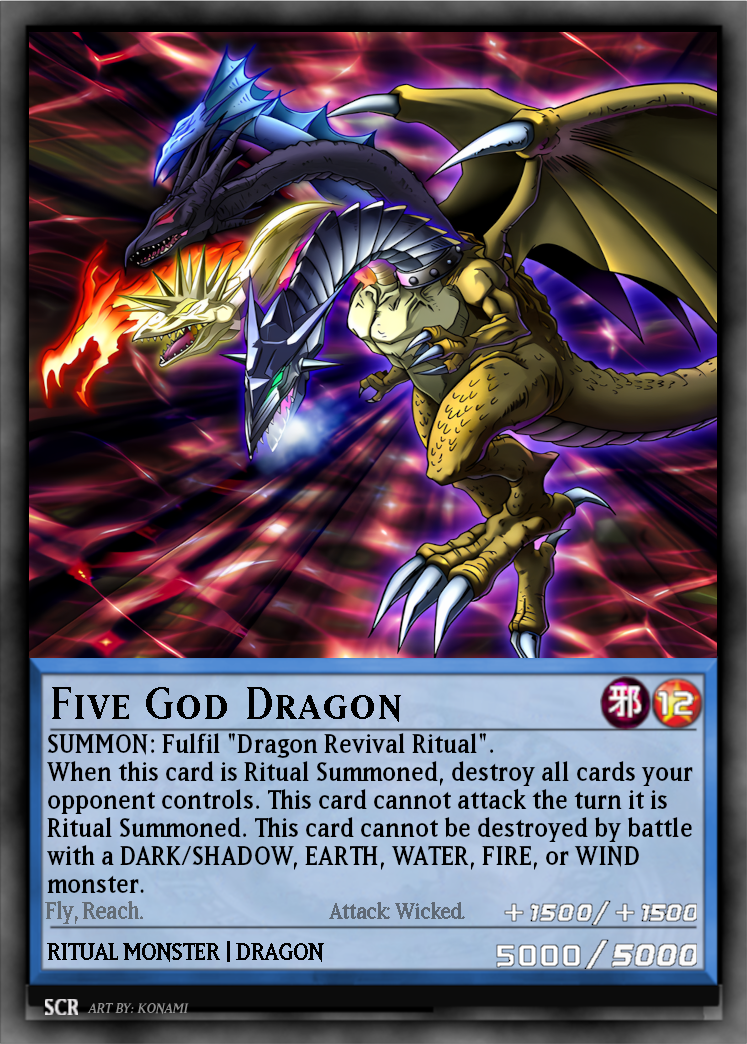 FIVE GOD DRAGON
邪 12
SUMMON: Fulfil "Dragon Revival Ritual".
When this card is Ritual Summoned, destroy all cards your
opponent controls. This card cannot attack the turn it is
Ritual Summoned. This card cannot be destroyed by battle
with a DARK/SHADOW, EARTH, WATER, FIRE, or WIND
monster.
Fly, Reach. Attack: Wicked. +1500/+1500
RITUAL MONSTER | DRAGON 5000/5000
SCR ART BY: KONAMI